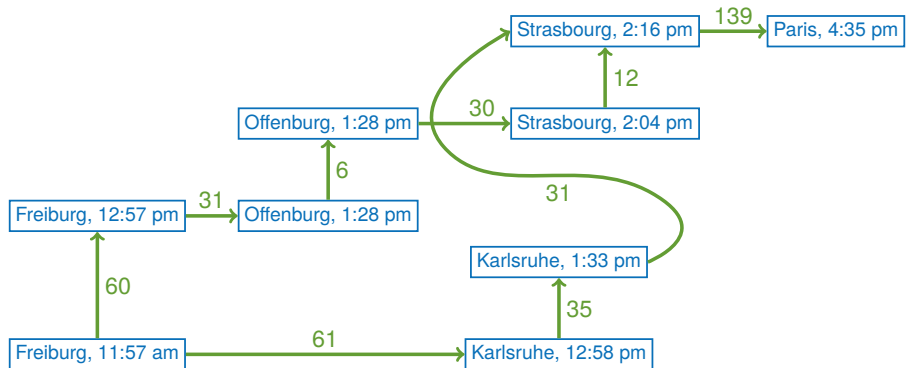 139
Strasbourg, 2:16 pm
Paris, 4:35 pm
12
30
Offenburg, 1:28 pm
Strasbourg, 2:04 pm
6
31
31
Freiburg, 12:57 pm
Offenburg, 1:28 pm
Karlsruhe, 1:33 pm
60
35
61
Freiburg, 11:57 am
Karlsruhe, 12:58 pm